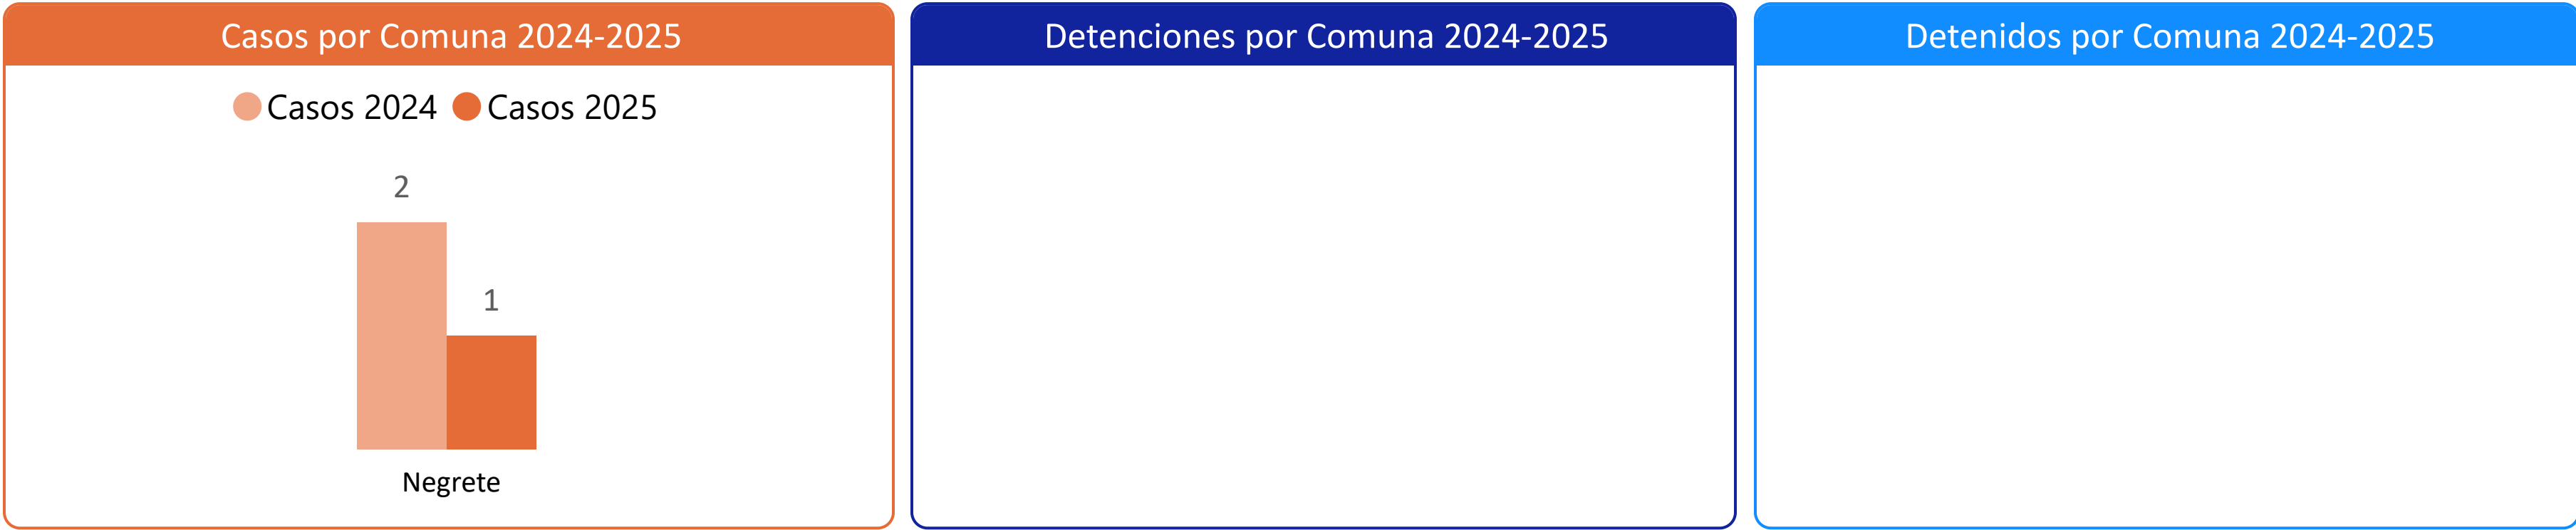 Casos por Comuna 2024-2025
Casos 2024 Casos 2025
2
1
Negrete
Detenciones por Comuna 2024-2025
Detenidos por Comuna 2024-2025